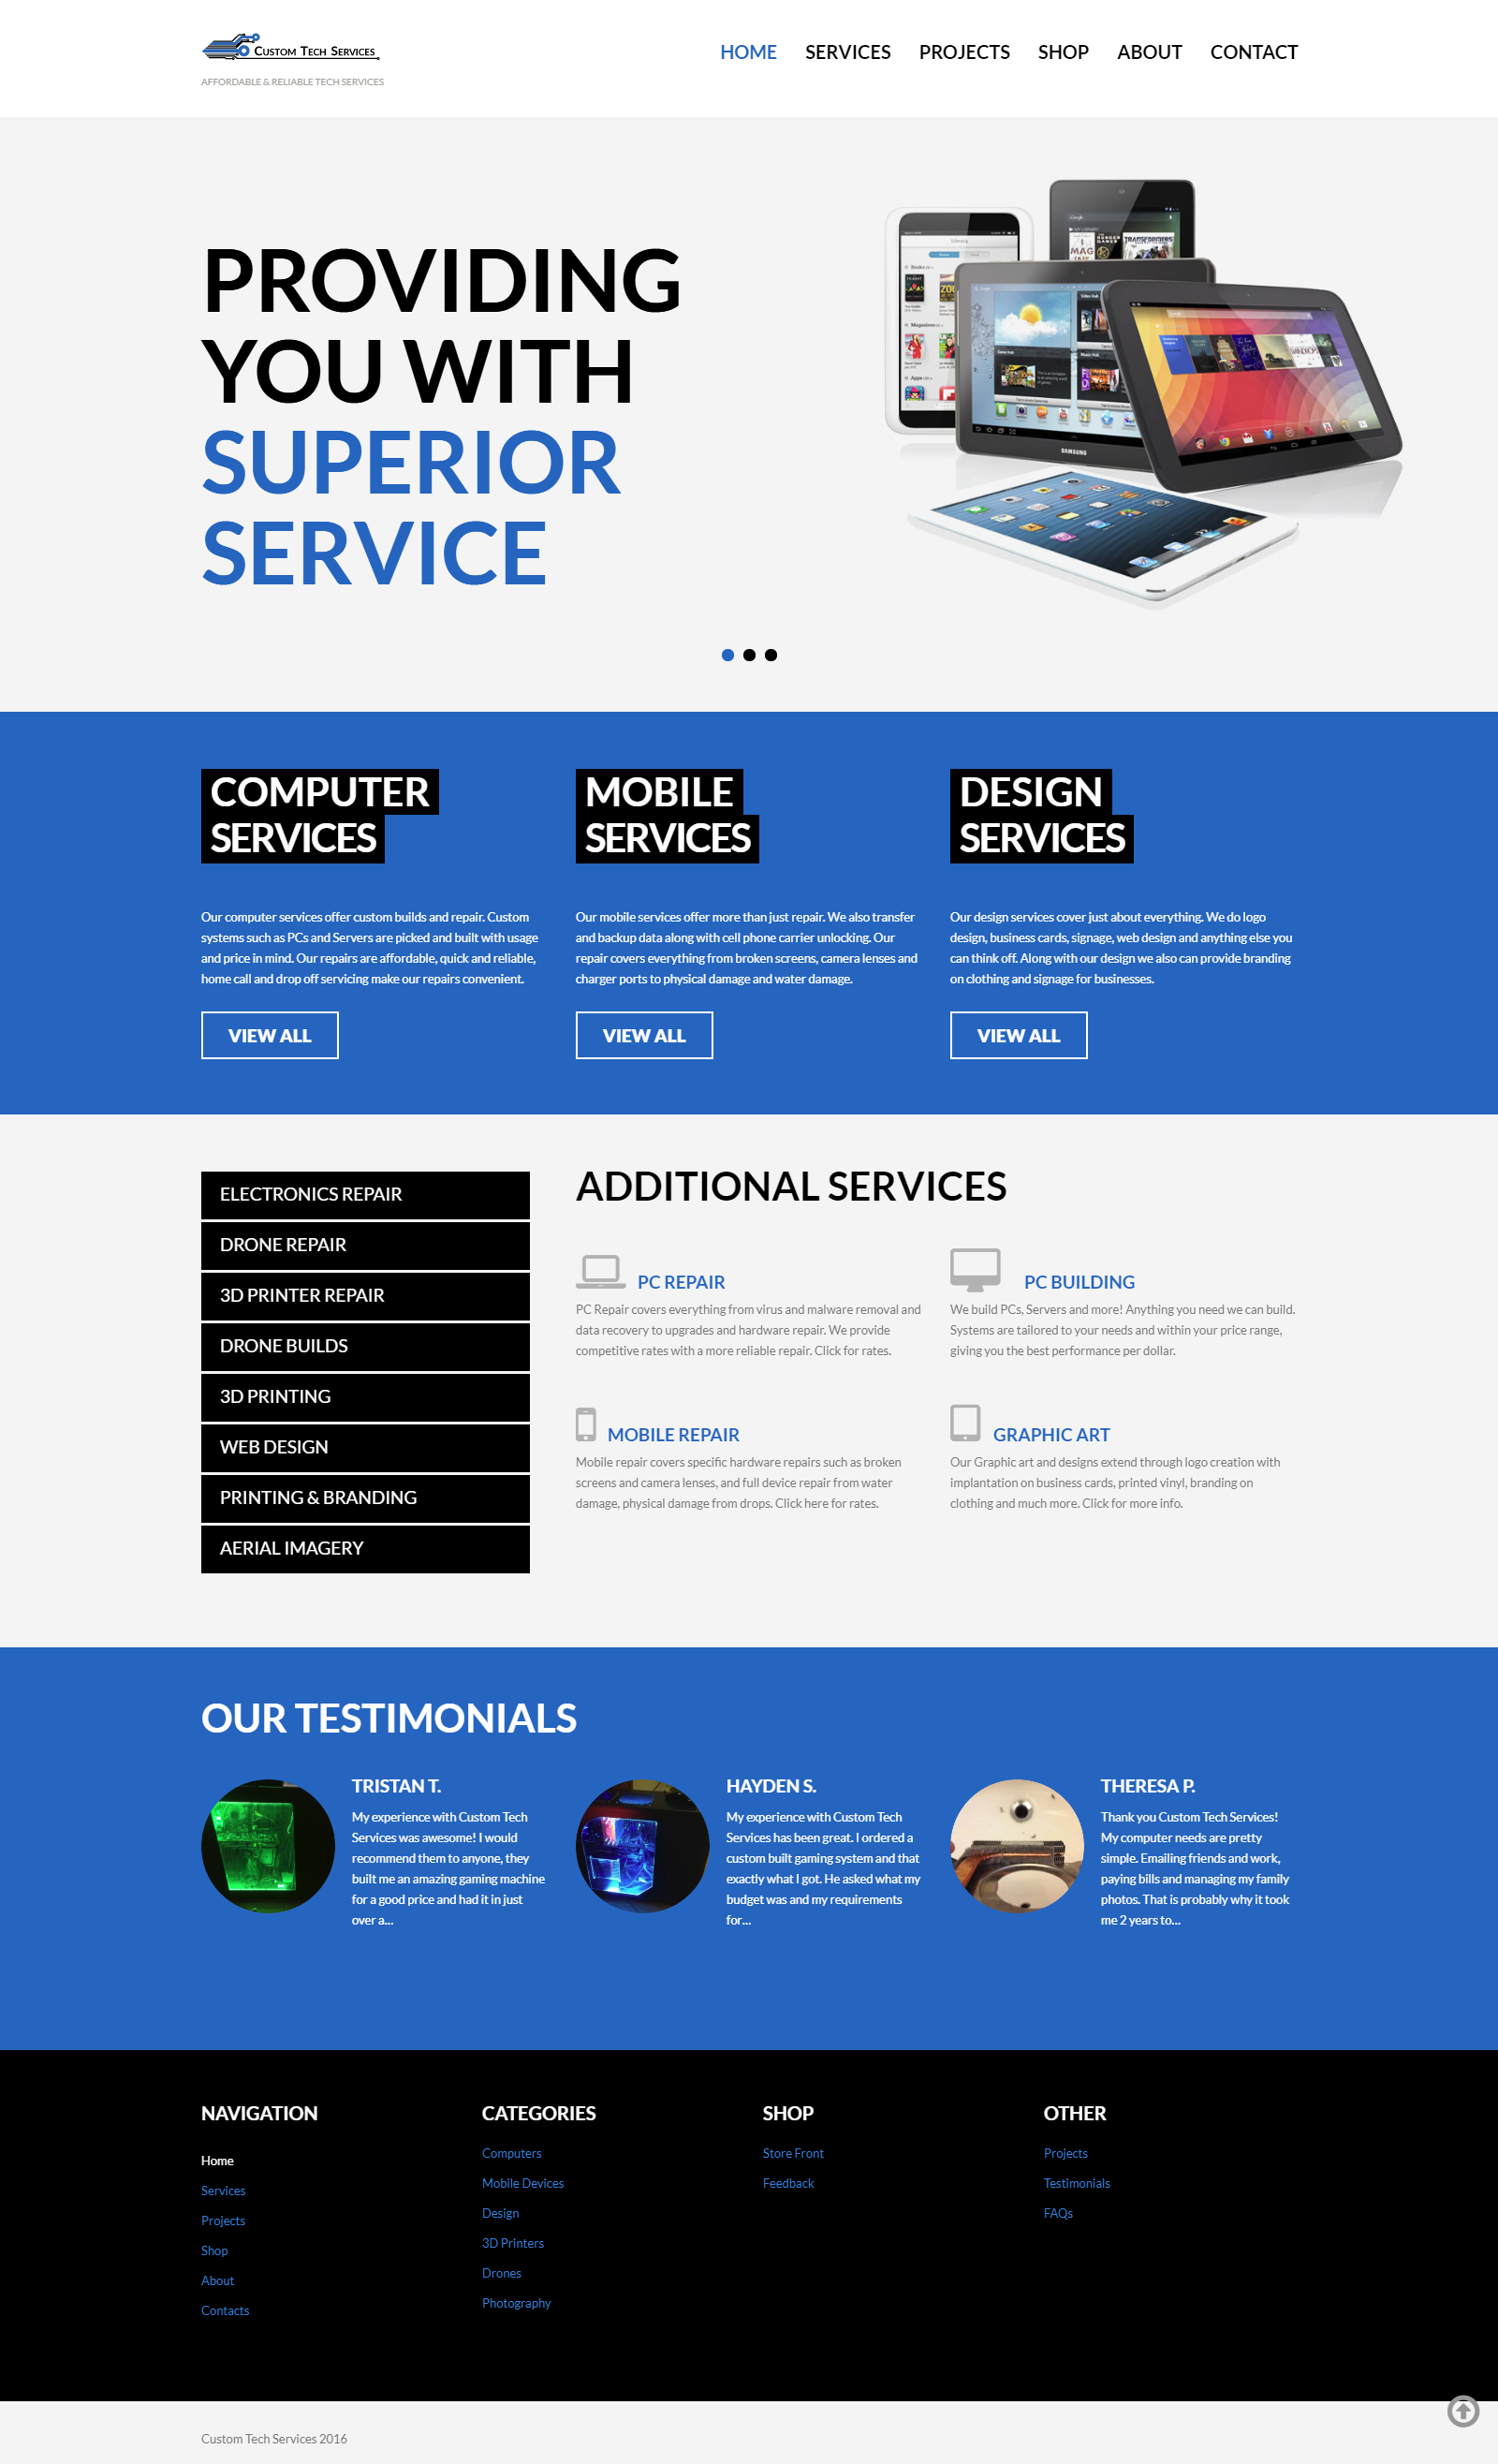 Custom Tech Services
AFFORDABLE & RELIABLE TECH SERVICES
HOME SERVICES PROJECTS SHOP ABOUT CONTACT
PROVIDING
YOU WITH
SUPERIOR
SERVICE
Google
TRANSFORMERS
Library
SAMSUNG
COMPUTER
SERVICES
Our computer services offer custom builds and repair. Custom
systems such as PCs and Servers are picked and built with usage
and price in mind. Our repairs are affordable, quick and reliable,
home call and drop off servicing make our repairs convenient.
VIEW ALL
MOBILE
SERVICES
Our mobile services offer more than just repair. We also transfer
and backup data along with cell phone carrier unlocking. Our
repair covers everything from broken screens, camera lenses and
charger ports to physical damage and water damage.
VIEW ALL
DESIGN
SERVICES
Our design services cover just about everything. We do logo
design, business cards, signage, web design and anything else you
can think off. Along with our design we also can provide branding
on clothing and signage for businesses.
VIEW ALL
ELECTRONICS REPAIR
DRONE REPAIR
3D PRINTER REPAIR
DRONE BUILDS
3D PRINTING
WEB DESIGN
PRINTING & BRANDING
AERIAL IMAGERY
ADDITIONAL SERVICES
PC REPAIR
PC Repair covers everything from virus and malware removal and
data recovery to upgrades and hardware repair. We provide
competitive rates with a more reliable repair. Click for rates.
PC BUILDING
We build PCs, Servers and more! Anything you need we can build.
Systems are tailored to your needs and within your price range,
giving you the best performance per dollar.
MOBILE REPAIR
Mobile repair covers specific hardware repairs such as broken
screens and camera lenses, and full device repair from water
damage, physical damage from drops. Click here for rates.
GRAPHIC ART
Our Graphic art and designs extend through logo creation with
implantation on business cards, printed vinyl, branding on
clothing and much more. Click for more info.
OUR TESTIMONIALS
TRISTAN T.
My experience with Custom Tech
Services was awesome! I would
recommend them to anyone, they
built me an amazing gaming machine
for a good price and had it in just
over a...
HAYDEN S.
My experience with Custom Tech
Services has been great. I ordered a
custom built gaming system and that
exactly what I got. He asked what my
budget was and my requirements
for...
THERESA P.
Thank you Custom Tech Services!
My computer needs are pretty
simple. Emailing friends and work,
paying bills and managing my family
photos. That is probably why it took
me 2 years to...
NAVIGATION
Home
Services
Projects
Shop
About
Contacts
CATEGORIES
Computers
Mobile Devices
Design
3D Printers
Drones
Photography
SHOP
Store Front
Feedback
OTHER
Projects
Testimonials
FAQs
Custom Tech Services 2016